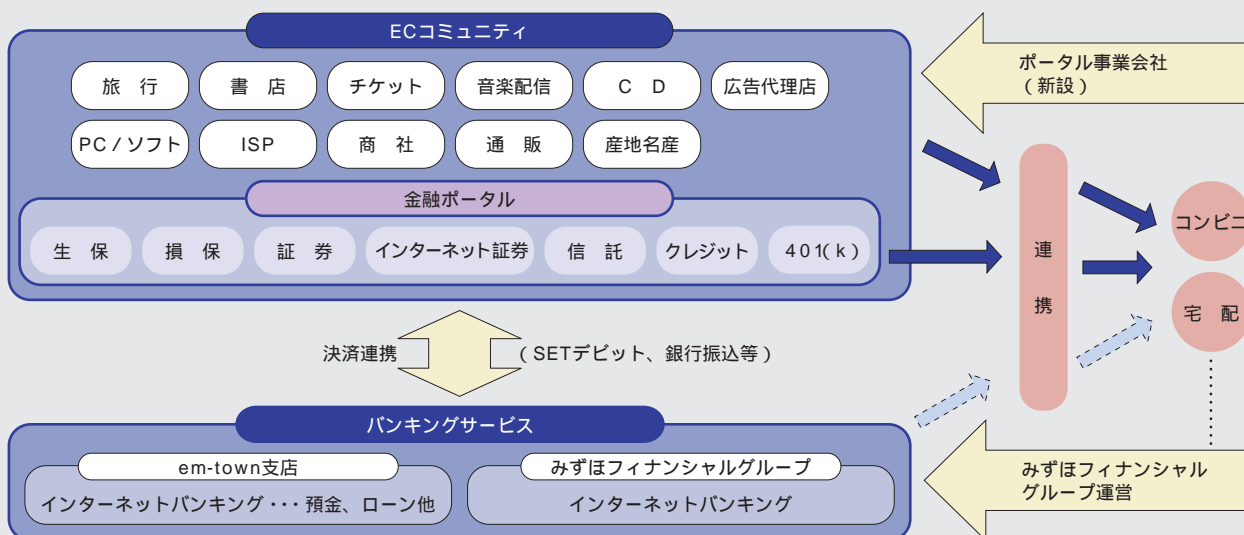 ECコミュニティ
旅　行
書　店
チケット
音楽配信
C　D
広告代理店
PC / ソフト
ISP
商　社
通　販
産地名産
金融ポータル
生　保
損　保
証　券
インターネット証券
信　託
クレジット
401(k)
ポータル事業会社
（新設）
連
携
コンビニ
宅　配
決済連携
（SETデビット、銀行振込等）
バンキングサービス
em-town支店
インターネットバンキング・・・預金、ローン他
みずほフィナンシャルグループ
インターネットバンキング
みずほフィナンシャル
グループ運営